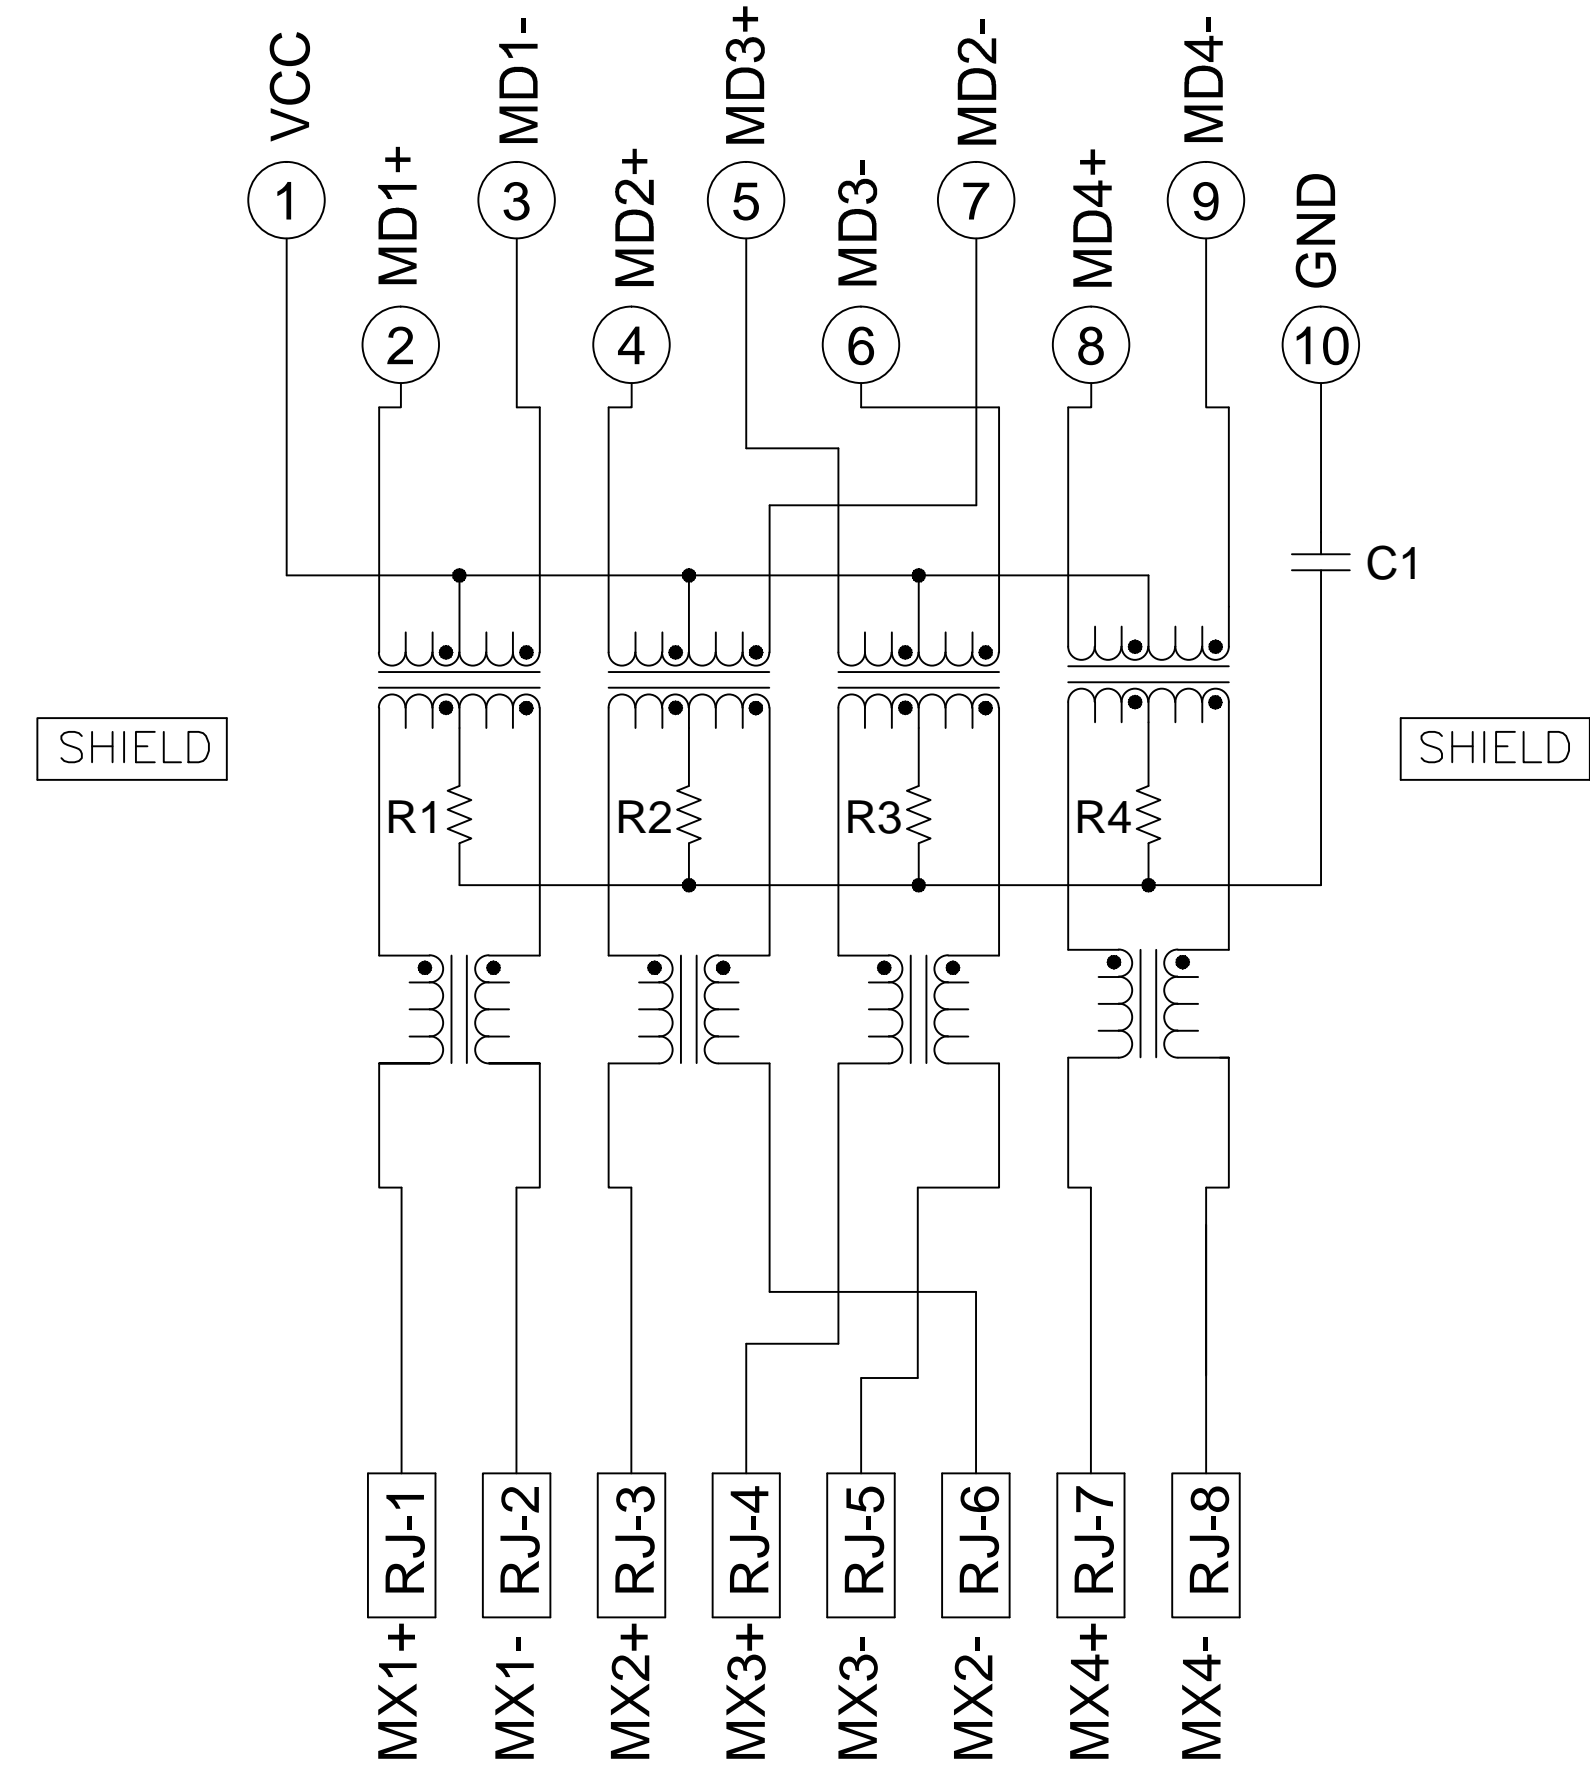 VCC
MD1-
MD3+
MD2-
MD4-
MD1+
MD2+
MD3-
MD4+
GND
1
3
5
7
9
2
4
6
8
10
C1
SHIELD
SHIELD
R1
R2
R3
R4
RJ-1
RJ-2
RJ-3
RJ-4
RJ-5
RJ-6
RJ-7
RJ-8
MX1+
MX1-
MX2+
MX3+
MX3-
MX2-
MX4+
MX4-